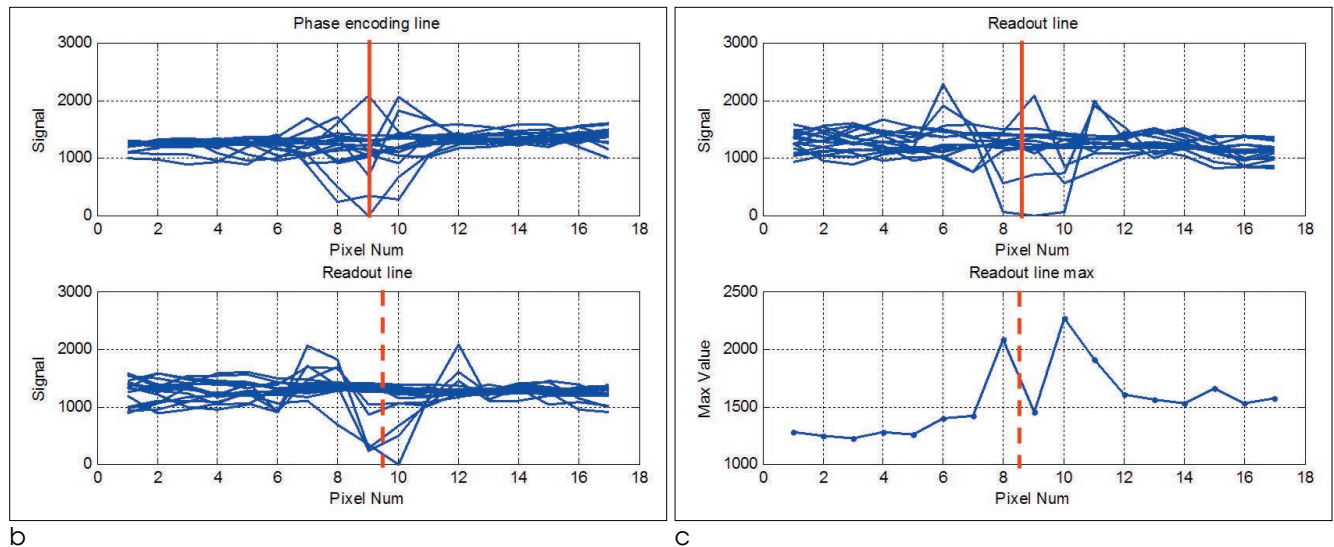 Phase encoding line
3000
2000
1000
0
Signal
0 2 4 6 8 10 12 14 16 18
Pixel Num
Readout line
3000
2000
1000
0
Signal
0 2 4 6 8 10 12 14 16 18
Pixel Num
b
Readout line
3000
2000
1000
0
Signal
0 2 4 6 8 10 12 14 16 18
Pixel Num
Readout line max
2500
2000
1500
1000
Max Value
0 2 4 6 8 10 12 14 16 18
Pixel Num
c